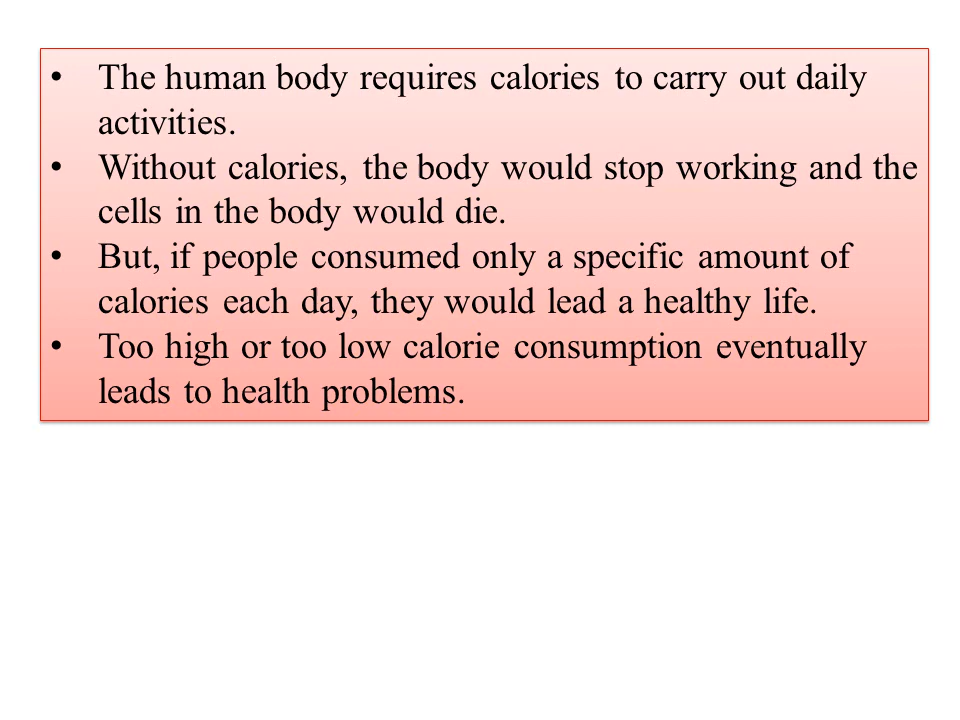 • The human body requires calories to carry out daily
activities.
• Without calories, the body would stop working and the
cells in the body would die.
• But, if people consumed only a specific amount of
calories each day, they would lead a healthy life.
• Too high or too low calorie consumption eventually
leads to health problems.